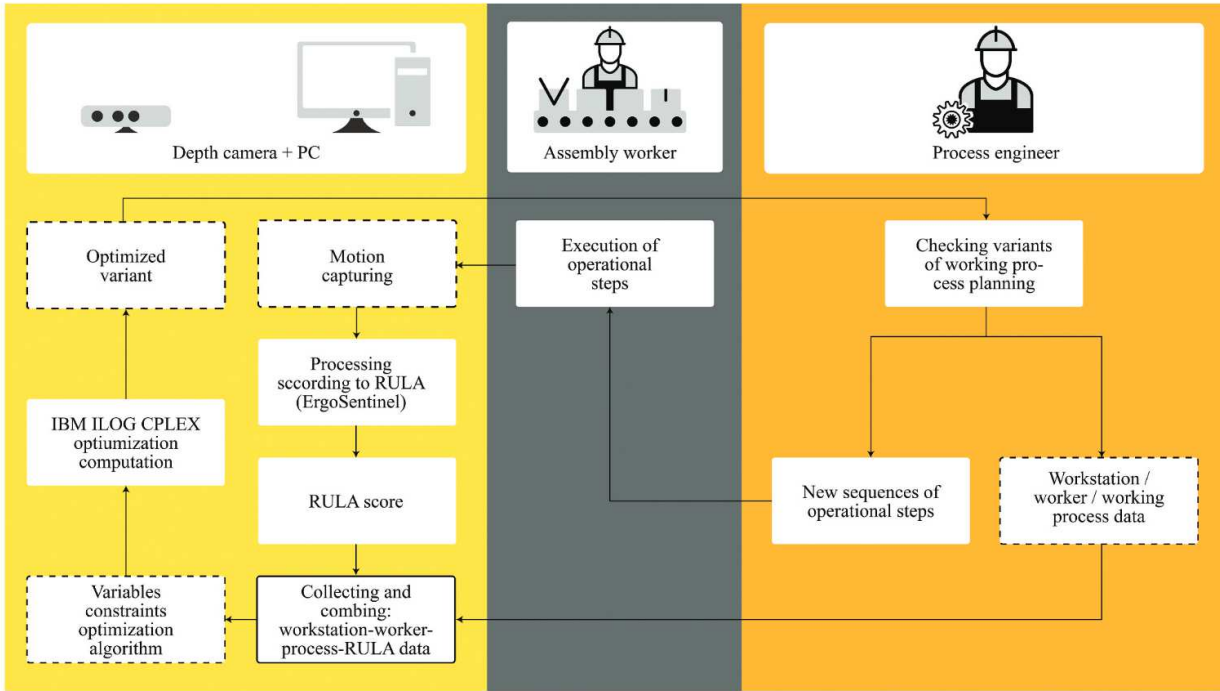 Depth camera + PC
Assembly worker
Process engineer
Optimized
variant
Motion
capturing
Execution of
operational
steps
Checking variants
of working pro-
cess planning
Processing
sccording to RULA
(ErgoSentinel)
IBM ILOG CPLEX
optiumization
computation
RULA score
New sequences of
operational steps
Workstation /
worker / working
process data
Variables
constraints
optimization
algorithm
Collecting and
combing:
workstation-worker-
process-RULA data